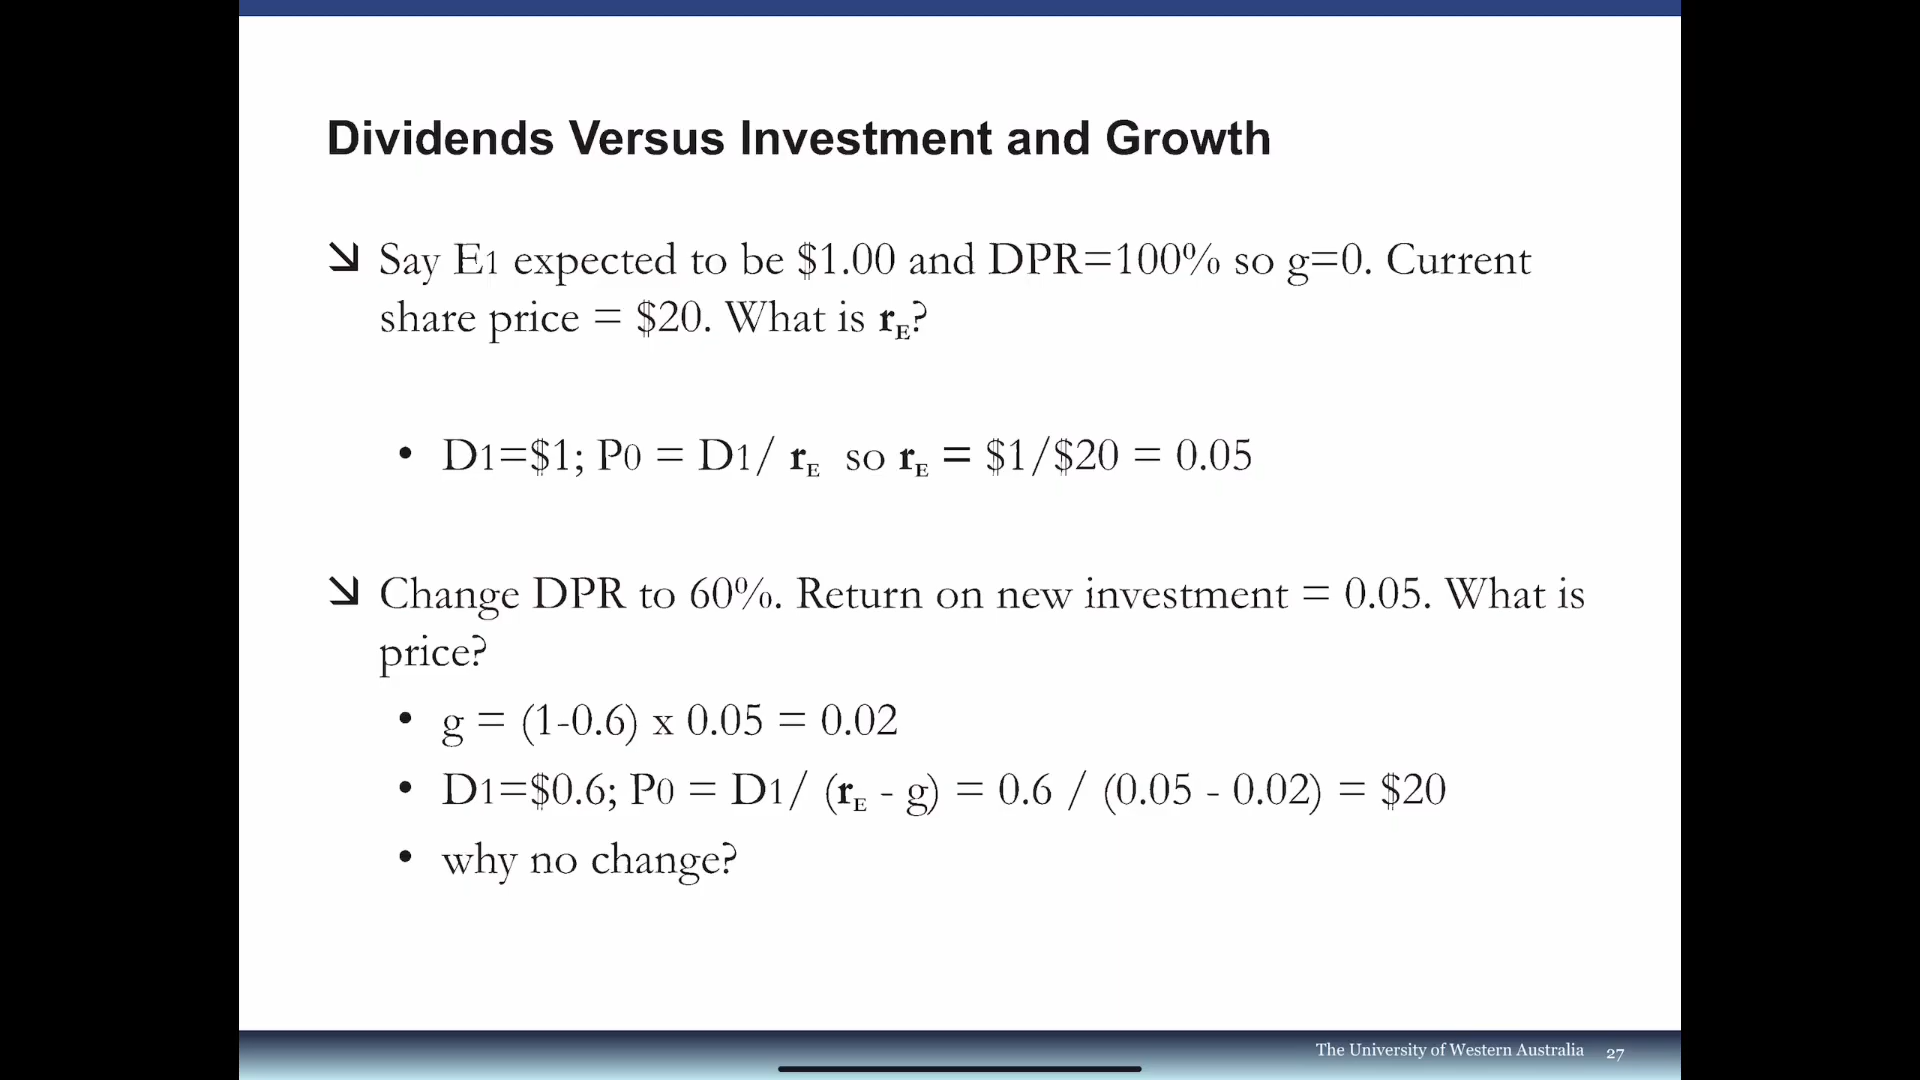 Dividends Versus Investment and Growth
Say E1 expected to be $1.00 and DPR=100% so g=0. Current
share price = $20. What is rE?
• D1=$1; P0 = D1/ rE so rE = $1/$20 = 0.05
Change DPR to 60%. Return on new investment = 0.05. What is
price?
• g = (1-0.6) x 0.05 = 0.02
• D1=$0.6; P0 = D1/ (rE - g) = 0.6 / (0.05 - 0.02) = $20
• why no change?
The University of Western Australia 27